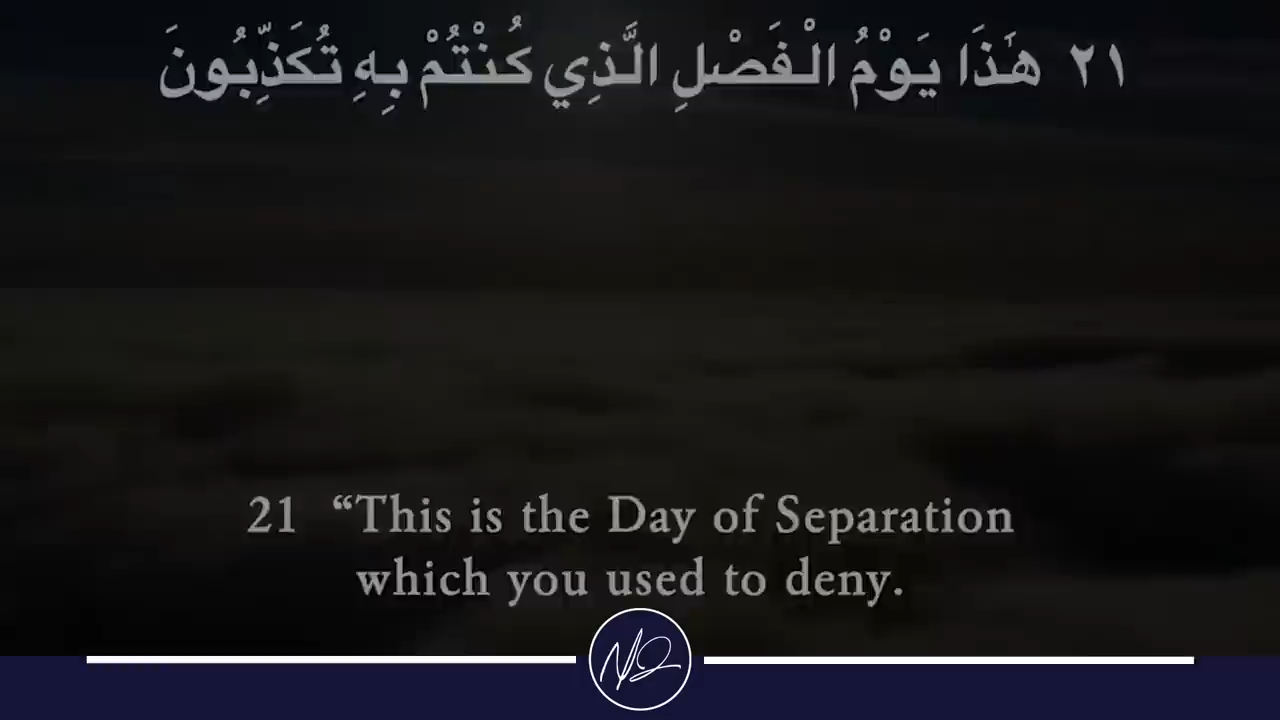 ٢١ هَٰذَا يَوْمُ الْفَصْلِ الَّذِي كُنْتُمْ بِهِ تُكَذِّبُونَ
21 “This is the Day of Separation
which you used to deny.